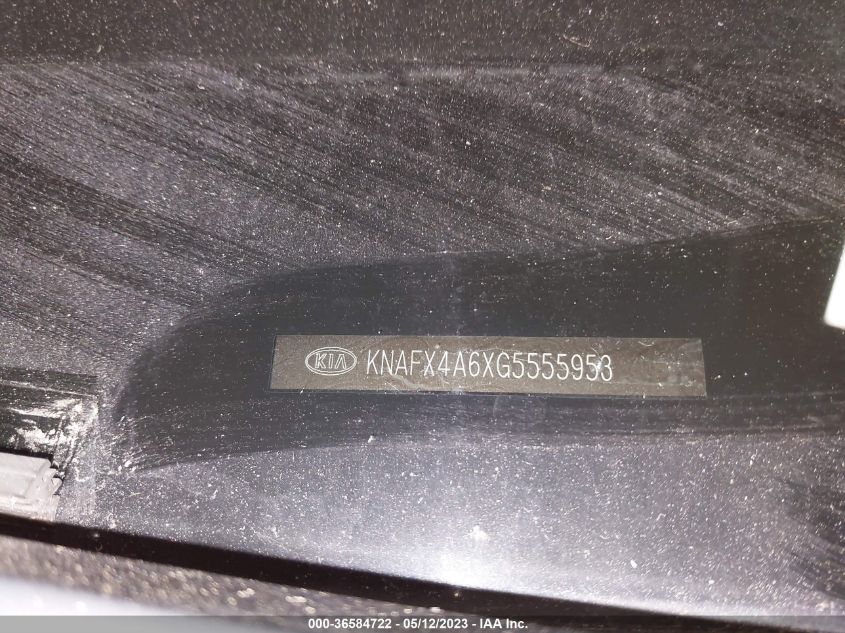 KIA KNAFX4A6XG5555953
000-36584722 - 05/12/2023 - IAA Inc.